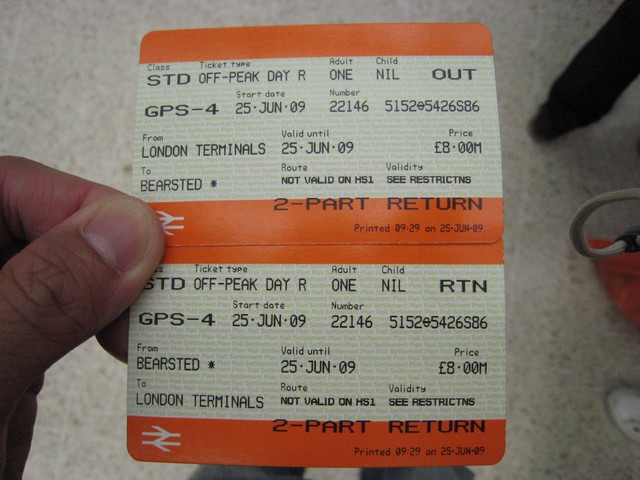 Class Ticket type Adult Child
STD OFF-PEAK DAY R ONE NIL OUT
Start date Number
GPS-4 25·JUN·09 22146 515205426S86
From Valid until Price
LONDON TERMINALS 25·JUN·09 £8·00M
To Route Validity
BEARSTED * NOT VALID ON HS1 SEE RESTRICTNS
2-PART RETURN
Printed 09:29 on 25·JUN·09
Class Ticket type Adult Child
STD OFF-PEAK DAY R ONE NIL RTN
Start date Number
GPS-4 25·JUN·09 22146 515205426S86
From Valid until Price
BEARSTED * 25·JUN·09 £8·00M
To Route Validity
LONDON TERMINALS NOT VALID ON HS1 SEE RESTRICTNS
2-PART RETURN
Printed 09:29 on 25·JUN·09